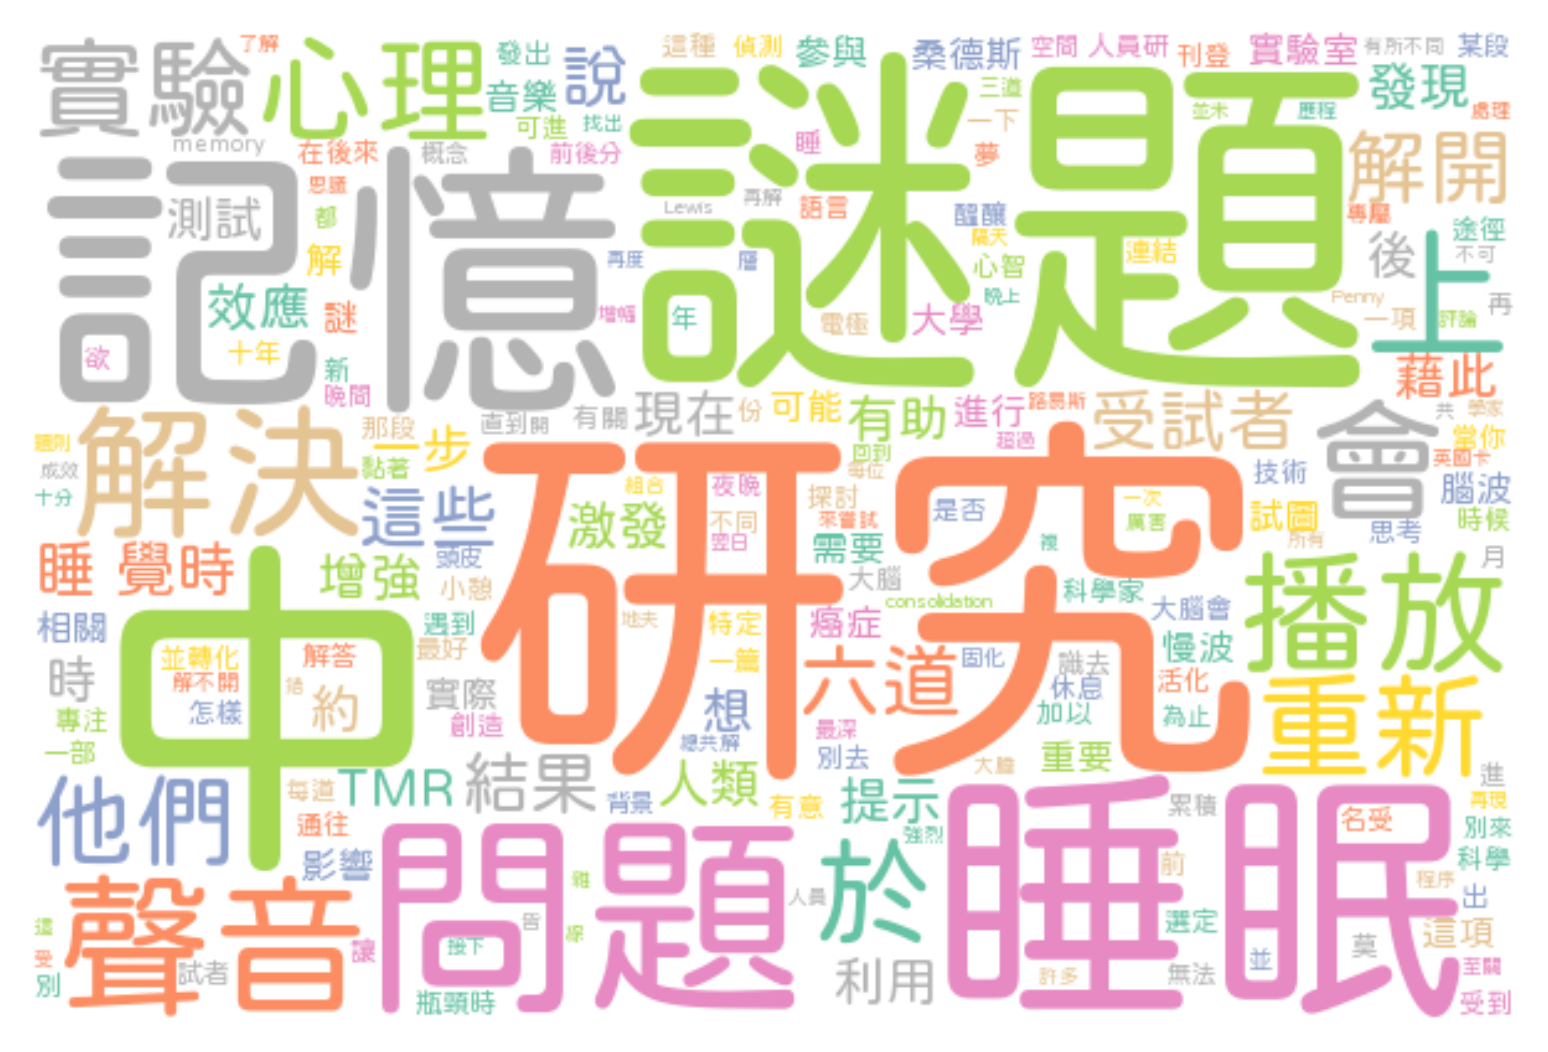 實驗 了解 心理 發出 說 這種 偵測 參與 桑德斯 空間 人員研 刊登 實驗室 有所不同 某段
音樂 謎題 三道 發現
memory 可進 找出 睡 一下 並未 歷程 處理
在後來 概念 前後分 夢 解開
記憶 思緒 測試 都 Lewis 再解 語言 醞釀 專屬 途徑
解 再度 層 隔天 心智 連結 後 上 不可
效應 謎 增幅 年 電極 大學 晚上 Penny 一項 評論 再
欲 十年 新 晚間 藉此
解決 那段 一步 直到開 有關 現在 份 可能 有助 進行 路易斯 受試者 會 共 學家
題則 成效 黏著 回到 超過 當你
十分 這些 組合 夜晚 探討 每位 是否 一次 技術 英國卡 腦波
研究 激發 不同 來嘗試 厲害 試圖 思考 時候
睡 覺時 增強 頭皮 翌日 需要 複 所有 月
中 小憩 大腦 科學家 播放
相關 遇到 地夫 特定 癌症 consolidation 大腦會
時 並轉化 解答 最好 一篇 六道 固化 識去 慢波
解不開 錯 約 實際 想 休息 活化 重新
專注 怎樣 創造 最深 加以 為止
一部 總共解 別去 重要
他們 每道 TMR 結果 背景 人類 有意 提示 大腦 睡眠 累積 進 再現
通往 強烈 名受 別來
影響 問題 於 前 科學
聲音 雜 人員 程序 出
這 讓 接下 皆 探 選定 這項
受 試者 利用 許多 無法 並 莫 至關
別 瓶頸時 受到